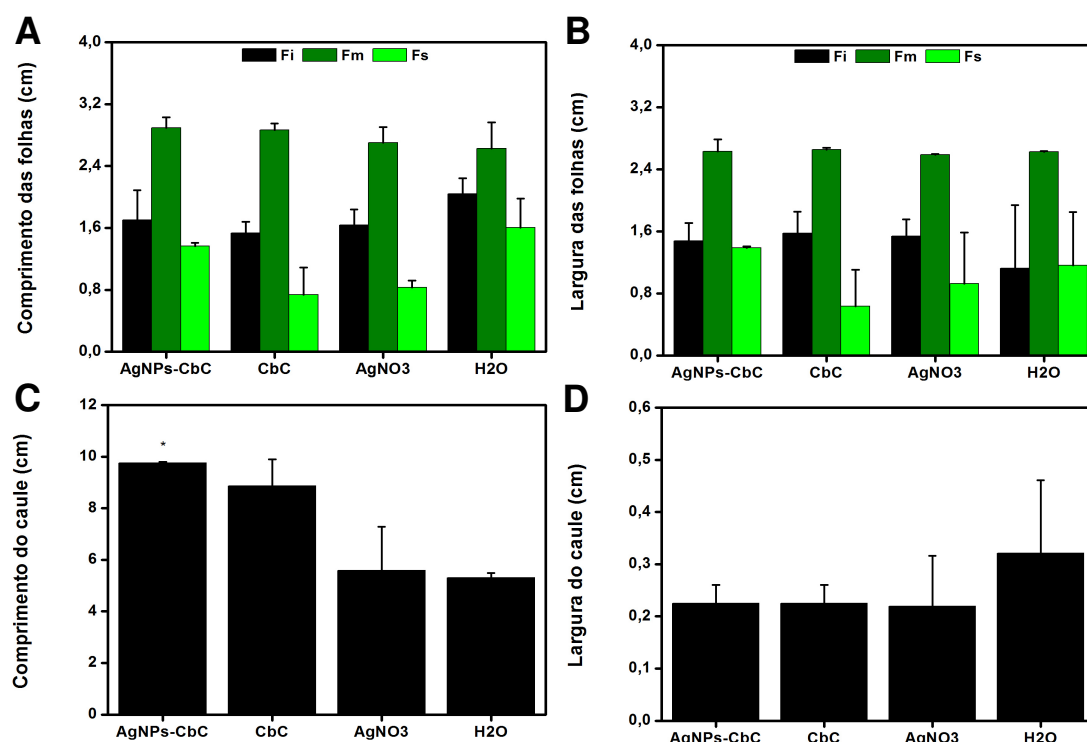 A
Comprimento das folhas (cm)
4,0
3,2
2,4
1,6
0,8
0,0
Fi Fm Fs
AgNPs-CbC CbC AgNO3 H2O
B
Largura das folhas (cm)
4,0
3,2
2,4
1,6
0,8
0,0
Fi Fm Fs
AgNPs-CbC CbC AgNO3 H2O
C
Comprimento do caule (cm)
12
10
8
6
4
2
0
*
AgNPs-CbC CbC AgNO3 H2O
D
Largura do caule (cm)
0,6
0,5
0,4
0,3
0,2
0,1
0,0
AgNPs-CbC CbC AgNO3 H2O